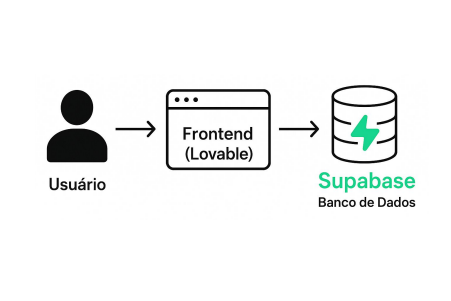 Usuário
Frontend
(Lovable)
Supabase
Banco de Dados